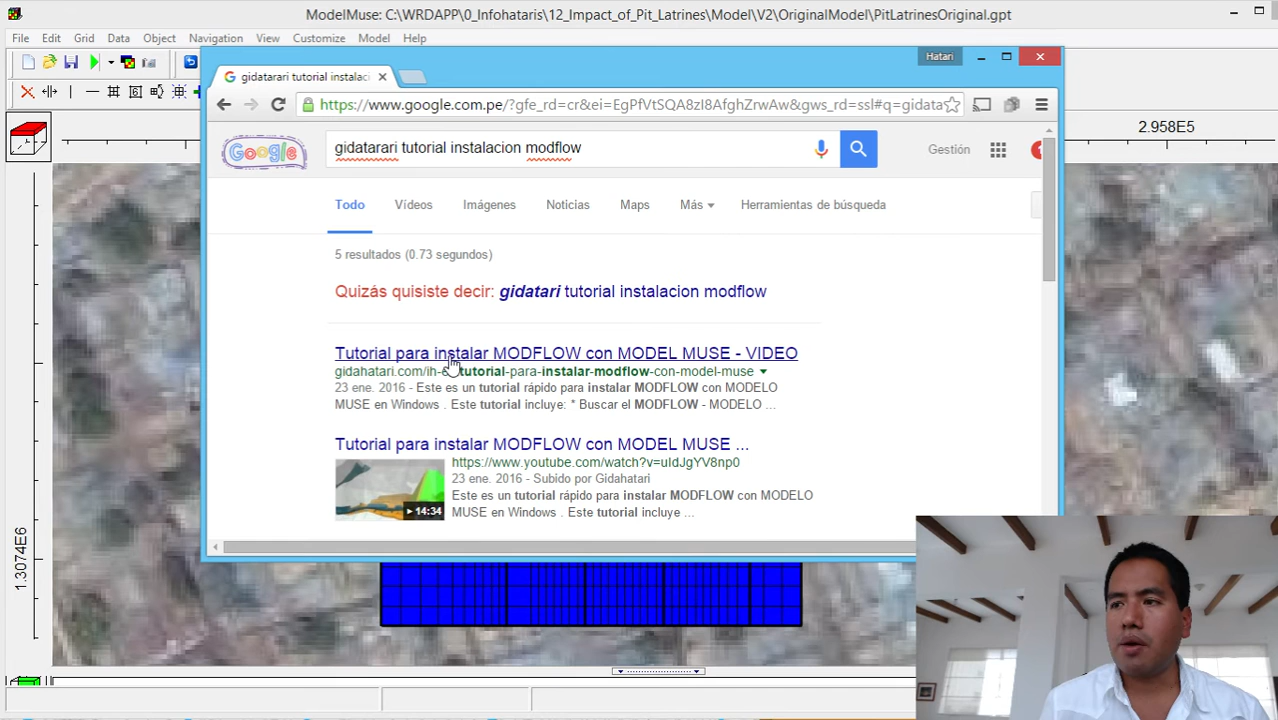 ModelMuse: C:\WRDAPP\0_Infohataris\12_Impact_of_Pit_Latrines\Model\V2\OriginalModel\PitLatrinesOriginal.gpt
File Edit Grid Data Object Navigation View Customize Model Help
Hatari
gidatarari tutorial instalaci
https://www.google.com.pe/?gfe_rd=cr&ei=EgPfVtSQA8zI8AfghZrwAw&gws_rd=ssl#q=gidata
2.958E5
Google
gidatarari tutorial instalacion modflow
Gestión
1
Todo Vídeos Imágenes Noticias Maps Más Herramientas de búsqueda
5 resultados (0.73 segundos)
Quizás quisiste decir: gidatari tutorial instalacion modflow
Tutorial para instalar MODFLOW con MODEL MUSE - VIDEO
tutorial-para-instalar-modflow-con-model-muse
23 ene. 2016 - Este es un tutorial rápido para instalar MODFLOW con MODELO
MUSE en Windows . Este tutorial incluye: * Buscar el MODFLOW - MODELO ...
Tutorial para instalar MODFLOW con MODEL MUSE ...
https://www.youtube.com/watch?v=uIdJgYV8np0
23 ene. 2016 - Subido por Gidahatari
Este es un tutorial rápido para instalar MODFLOW con MODELO
MUSE en Windows . Este tutorial incluye ...
14:34
1.3074E6